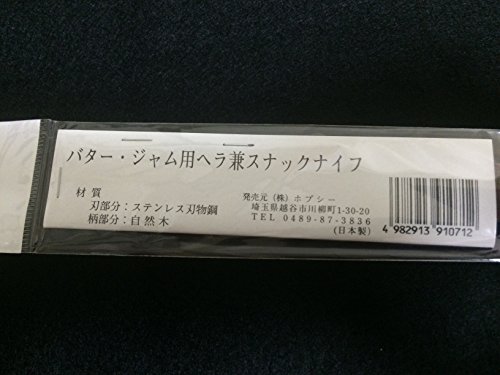 バター・ジャム用ヘラ兼スナックナイフ
材質
刃部分：ステンレス刃物鋼
柄部分：自然木
発売元（株）ホプシー
埼玉県越谷市川柳町1-30-20
TEL 0489-87-3836
（日本製）
4 982913 910712